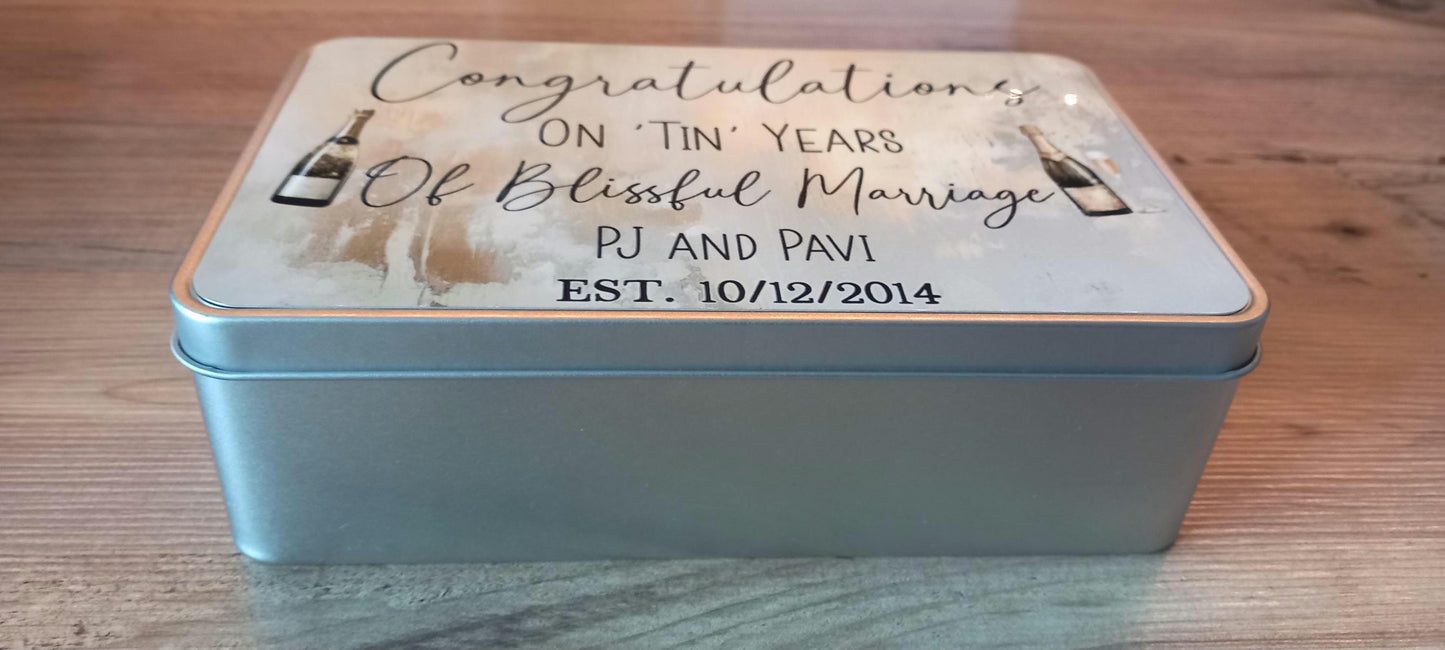 Congratulations
ON 'TIN' YEARS
Of Blissful Marriage
PJ AND PAVI
EST. 10/12/2014